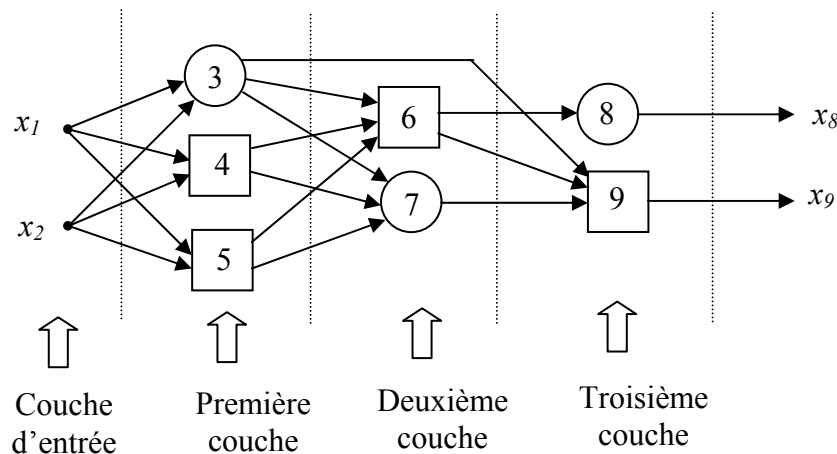 3
8
x1
6
x8
4
9
7
x9
x2
5
Couche
d'entrée
Première
couche
Deuxième
couche
Troisième
couche